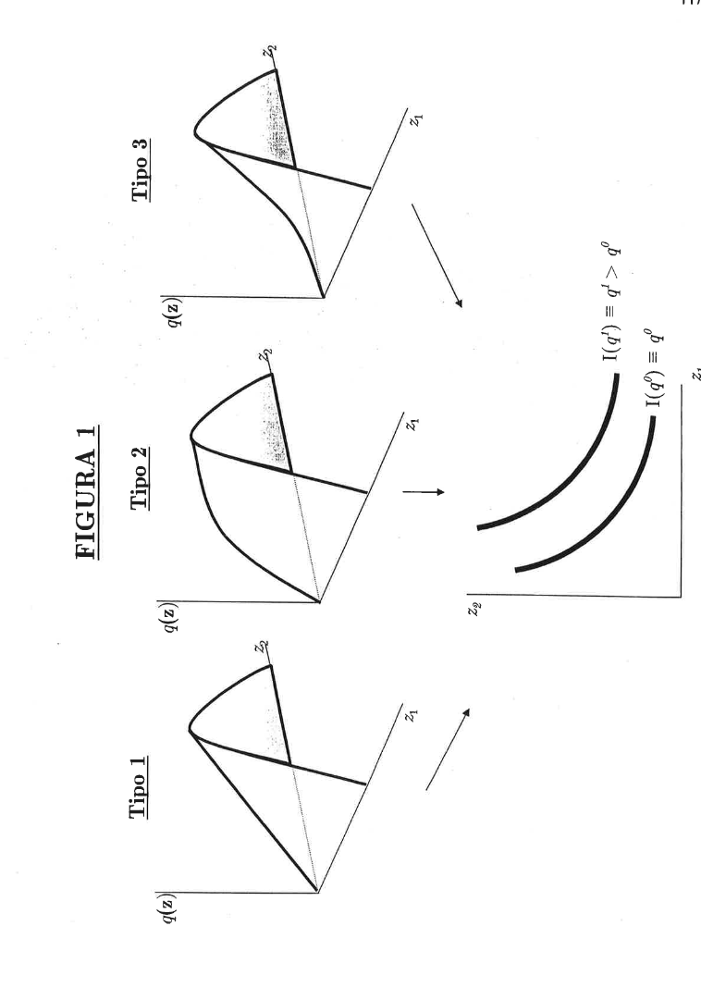 FIGURA 1
Tipo 1
Tipo 2
Tipo 3
q(z)
z₂
z₁
q(z)
z₂
z₁
q(z)
z₂
z₁
z₂
I(q¹) ≡ q¹ > q⁰
I(q⁰) ≡ q⁰
z₁